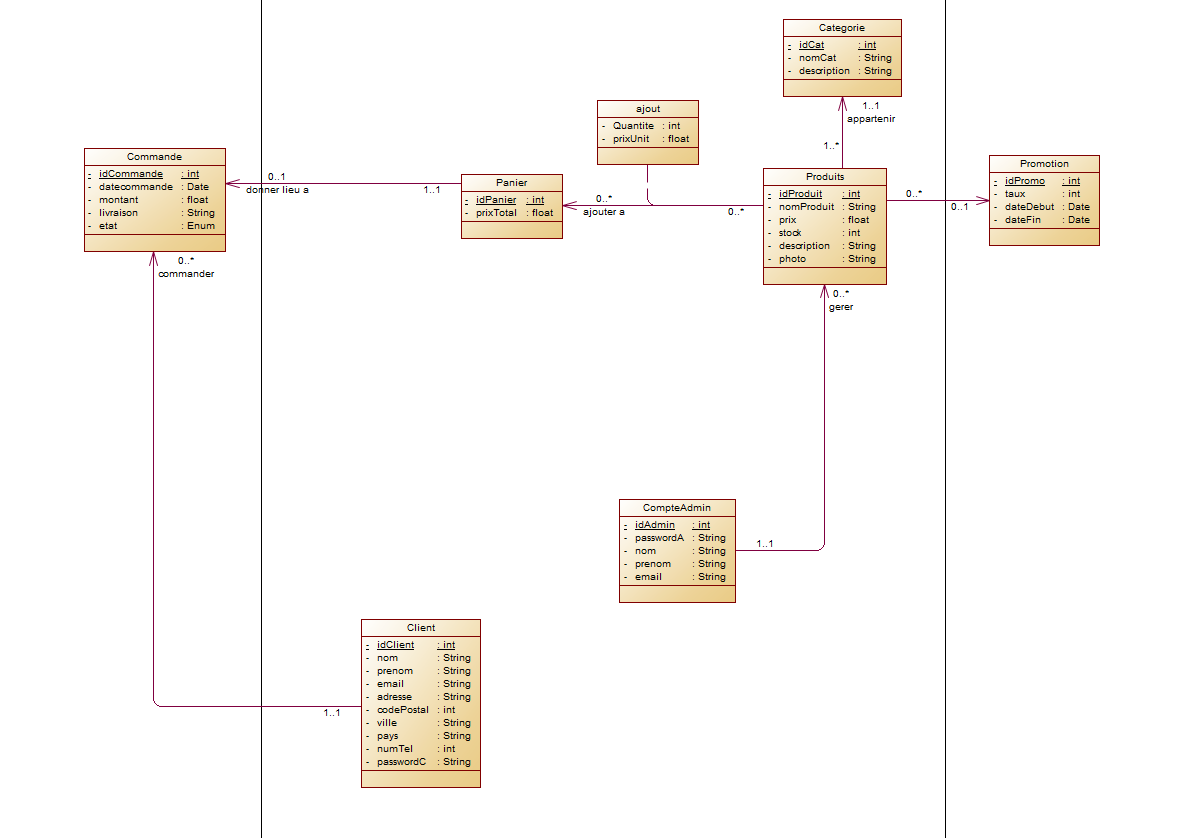 Categorie
- idCat : int
- nomCat : String
- description : String
1..1
appartenir
1..*
ajout
- Quantite : int
- prixUnit : float
Commande
- idCommande : int
- datecommande : Date
- montant : float
- livraison : String
- etat : Enum
0..1
donner lieu a
1..1
Panier
- idPanier : int
- prixTotal : float
0..*
ajouter a
0..*
Produits
- idProduit : int
- nomProduit : String
- prix : float
- stock : int
- description : String
- photo : String
0..*
0..1
Promotion
- idPromo : int
- taux : int
- dateDebut : Date
- dateFin : Date
0..*
commander
0..*
gerer
CompteAdmin
- idAdmin : int
- passwordA : String
- nom : String
- prenom : String
- email : String
1..1
Client
- idClient : int
- nom : String
- prenom : String
- email : String
- adresse : String
- codePostal : int
- ville : String
- pays : String
- numTel : int
- passwordC : String
1..1